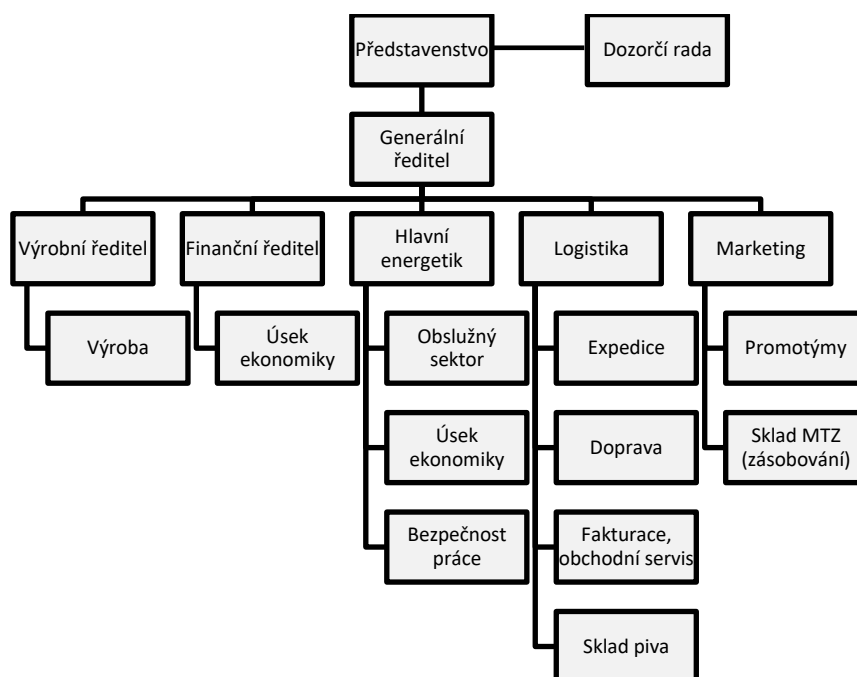 Představenstvo
Dozorčí rada
Generální
ředitel
Výrobní ředitel
Finanční ředitel
Hlavní
energetik
Logistika
Marketing
Výroba
Úsek
ekonomiky
Obslužný
sektor
Expedice
Promotýmy
Úsek
ekonomiky
Doprava
Sklad MTZ
(zásobování)
Bezpečnost
práce
Fakturace,
obchodní servis
Sklad piva